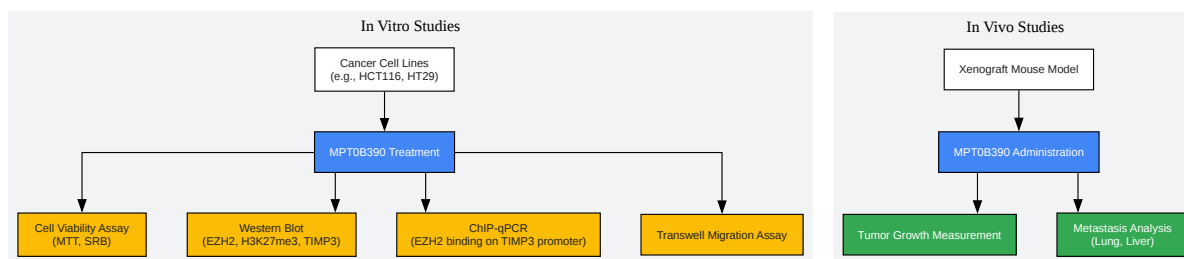 In Vitro Studies
Cancer Cell Lines
(e.g., HCT116, HT29)
MPT0B390 Treatment
Cell Viability Assay
(MTT, SRB)
Western Blot
(EZH2, H3K27me3, TIMP3)
ChIP-qPCR
(EZH2 binding on TIMP3 promoter)
Transwell Migration Assay
In Vivo Studies
Xenograft Mouse Model
MPT0B390 Administration
Tumor Growth Measurement
Metastasis Analysis
(Lung, Liver)